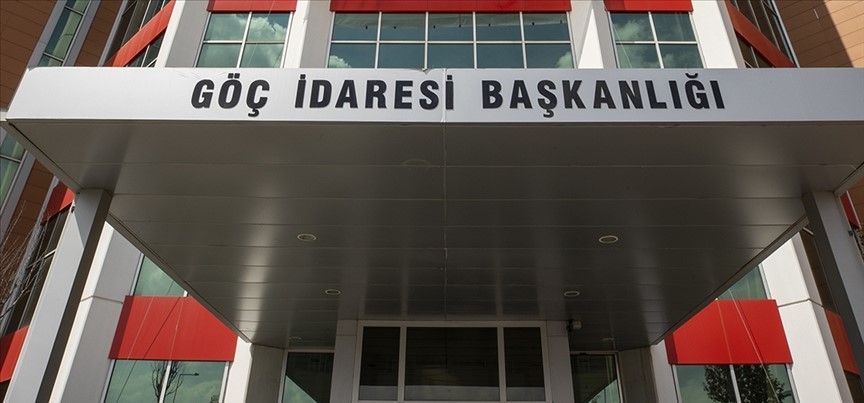 GÖÇ İDARESİ BAŞKANLIĞI